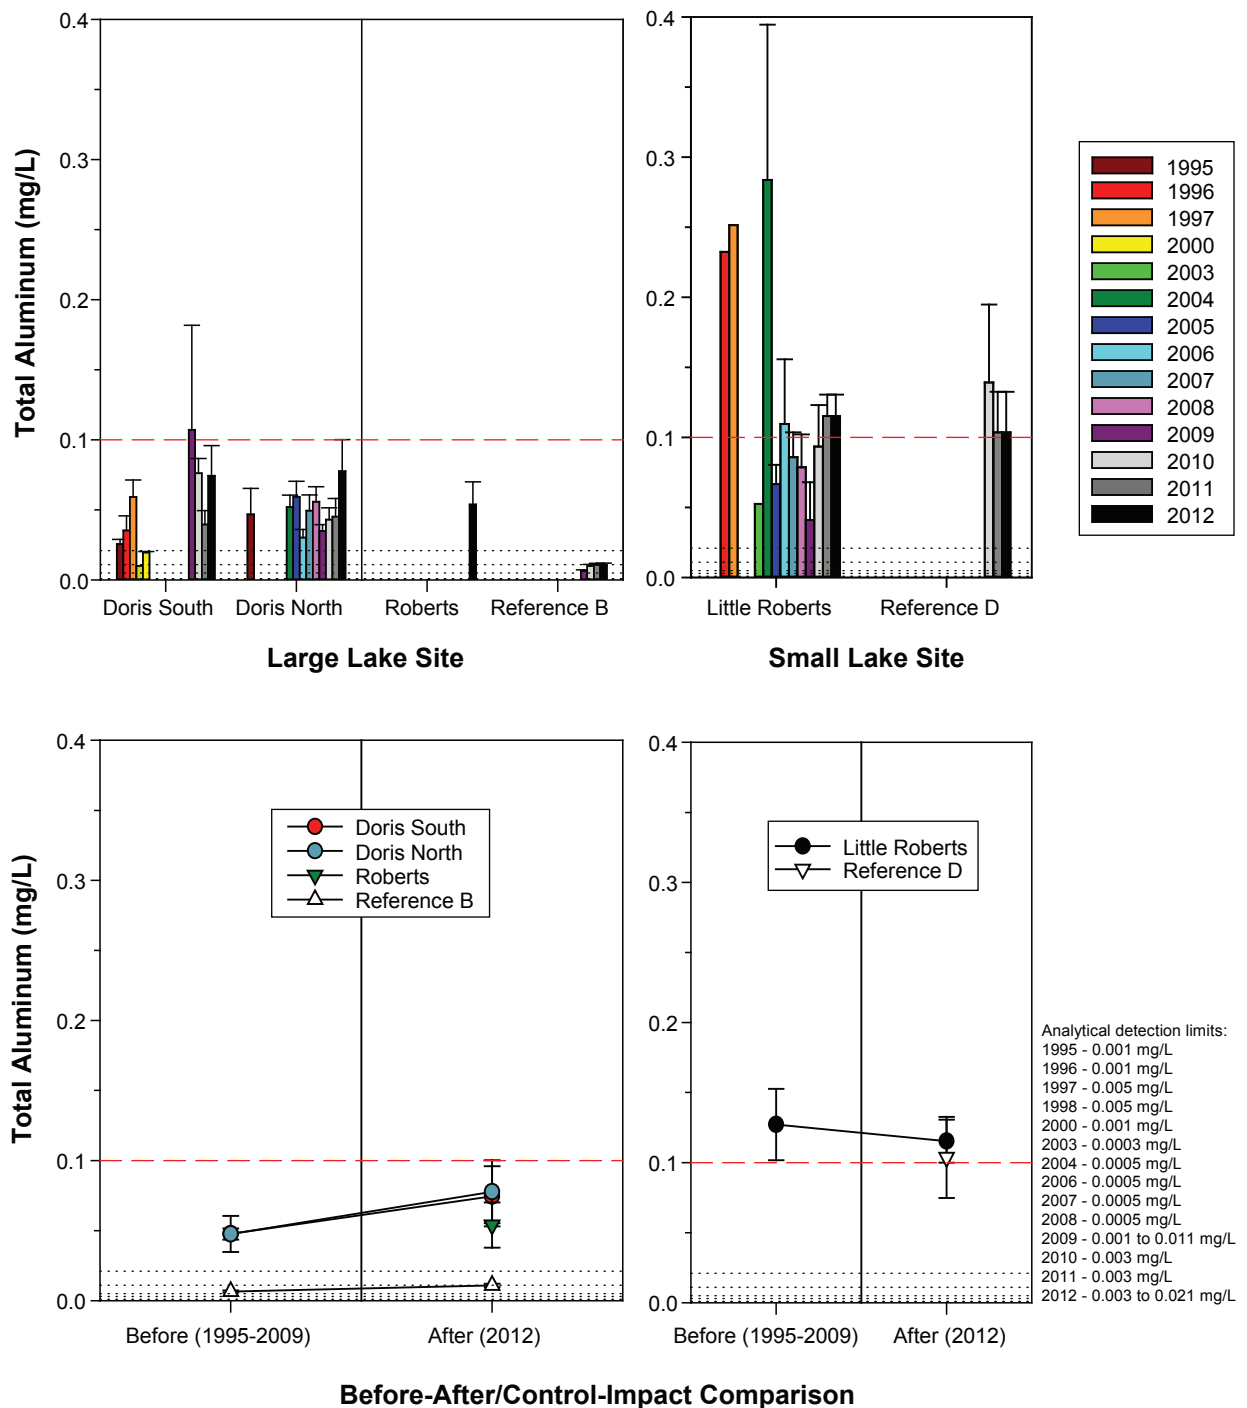 Total Aluminum (mg/L)
0.4
0.3
0.2
0.1
0.0
Doris South
Doris North
Roberts
Reference B
Large Lake Site
0.4
0.3
0.2
0.1
0.0
Little Roberts
Reference D
Small Lake Site
1995
1996
1997
2000
2003
2004
2005
2006
2007
2008
2009
2010
2011
2012
Total Aluminum (mg/L)
0.4
0.3
0.2
0.1
0.0
Doris South
Doris North
Roberts
Reference B
Before (1995-2009)
After (2012)
0.4
0.3
0.2
0.1
0.0
Little Roberts
Reference D
Before (1995-2009)
After (2012)
Analytical detection limits:
1995 - 0.001 mg/L
1996 - 0.001 mg/L
1997 - 0.005 mg/L
1998 - 0.005 mg/L
2000 - 0.001 mg/L
2003 - 0.0003 mg/L
2004 - 0.0005 mg/L
2006 - 0.0005 mg/L
2007 - 0.0005 mg/L
2008 - 0.0005 mg/L
2009 - 0.001 to 0.011 mg/L
2010 - 0.003 mg/L
2011 - 0.003 mg/L
2012 - 0.003 to 0.021 mg/L
Before-After/Control-Impact Comparison